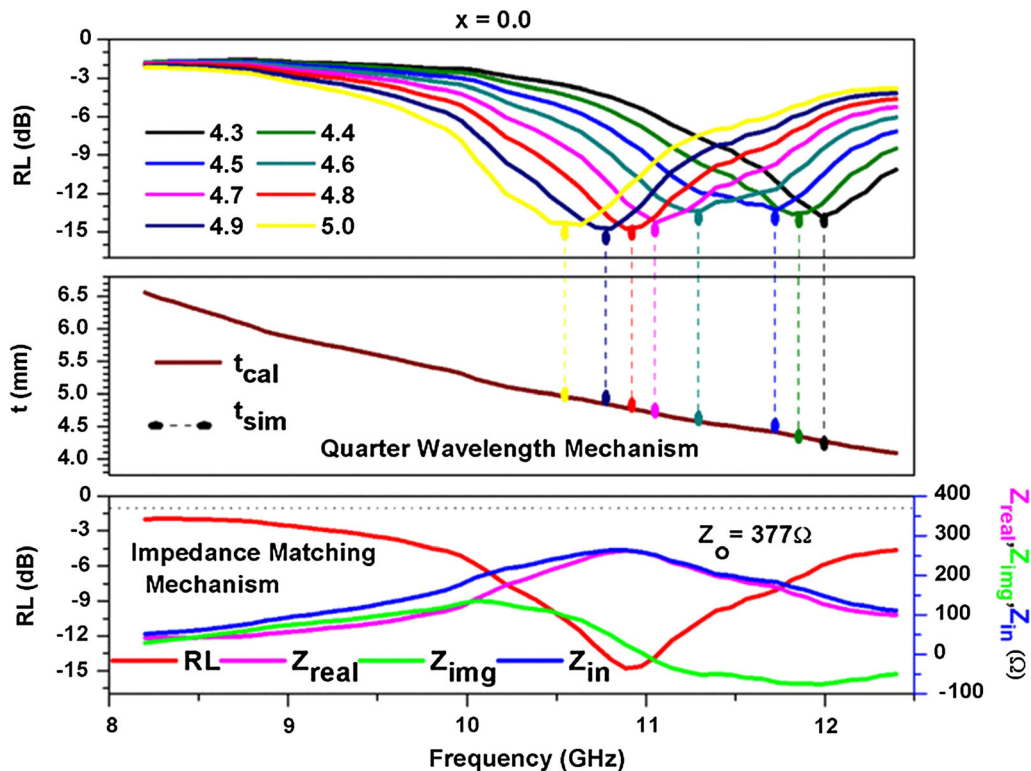 x = 0.0
0
-3
-6
-9
-12
-15
RL (dB)
4.3 4.4
4.5 4.6
4.7 4.8
4.9 5.0
6.5
6.0
5.5
5.0
4.5
4.0
t (mm)
tcal
tsim
Quarter Wavelength Mechanism
0
-3
-6
-9
-12
-15
RL (dB)
Impedance Matching
Mechanism
Zo = 377Ω
RL Zreal Zimg Zin
400
300
200
100
0
-100
Zreal,Zimg,Zin (Ω)
8 9 10 11 12
Frequency (GHz)